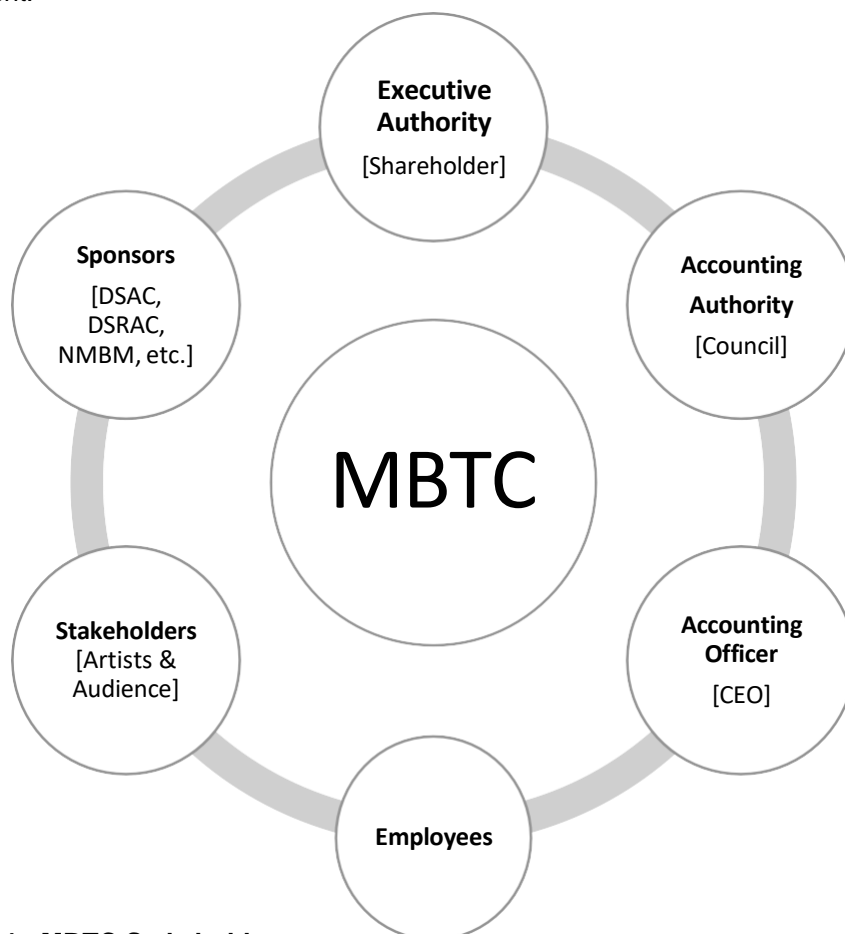 Executive
Authority
[Shareholder]
Sponsors
[DSAC,
DSRAC,
NMBM, etc.]
Accounting
Authority
[Council]
MBTC
Stakeholders
[Artists &
Audience]
Accounting
Officer
[CEO]
Employees
MBTC